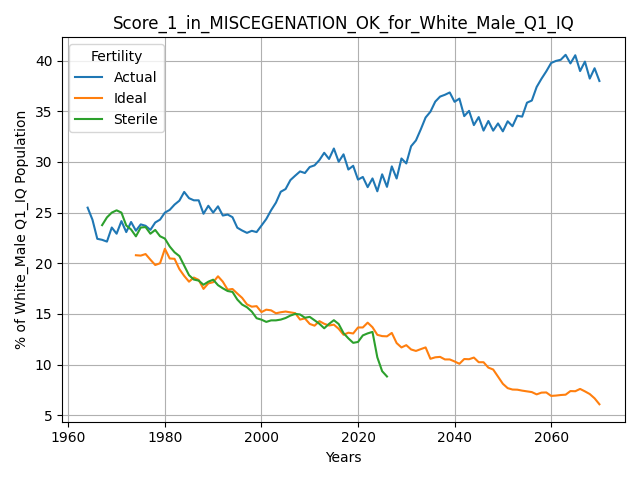 Score_1_in_MISCEGENATION_OK_for_White_Male_Q1_IQ
% of White_Male Q1_IQ Population
40
35
30
25
20
15
10
5
Fertility
Actual
Ideal
Sterile
1960
1980
2000
2020
2040
2060
Years